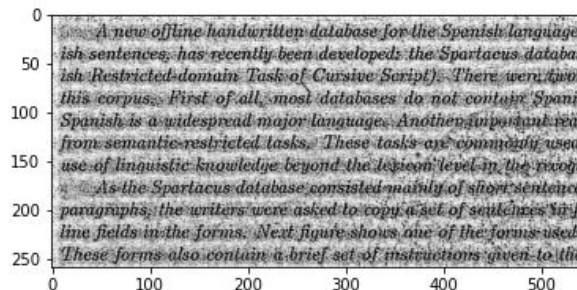 0
50
100
150
200
250
A new offline handwritten database for the Spanish language
ish sentences, has recently been developed: the Spartacus databas
ish Restricted-domain Task of Cursive Script). There were two
this corpus. First of all, most databases do not contain Spani
Spanish is a widespread major language. Another important rea
from semantic-restricted tasks. These tasks are commonly used
use of linguistic knowledge beyond the lexicon level in the recog
As the Spartacus database consisted mainly of short sentence
paragraphs, the writers were asked to copy a set of sentences in
line fields in the forms. Next figure shows one of the forms used
These forms also contain a brief set of instructions given to the
0 100 200 300 400 500